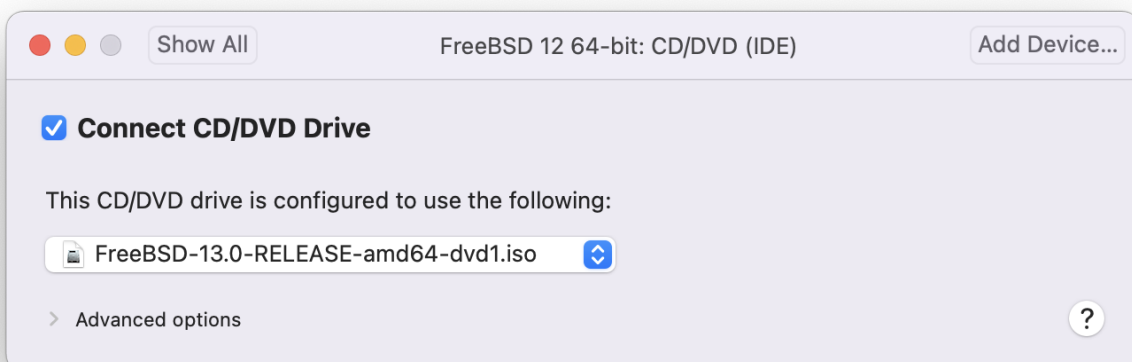 Show All FreeBSD 12 64-bit: CD/DVD (IDE) Add Device...
Connect CD/DVD Drive
This CD/DVD drive is configured to use the following:
FreeBSD-13.0-RELEASE-amd64-dvd1.iso
Advanced options ?